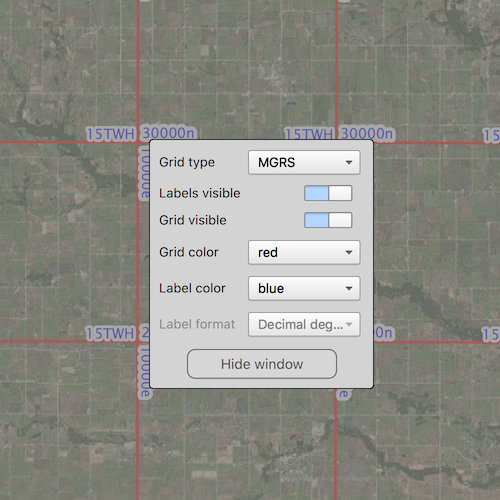 15TWH 30000n 15TWH 30000n 15
10000e
Grid type MGRS
Labels visible
Grid visible
Grid color red
Label color blue
Label format Decimal deg...
15TWH 2 0n 15
Hide window
10000e e